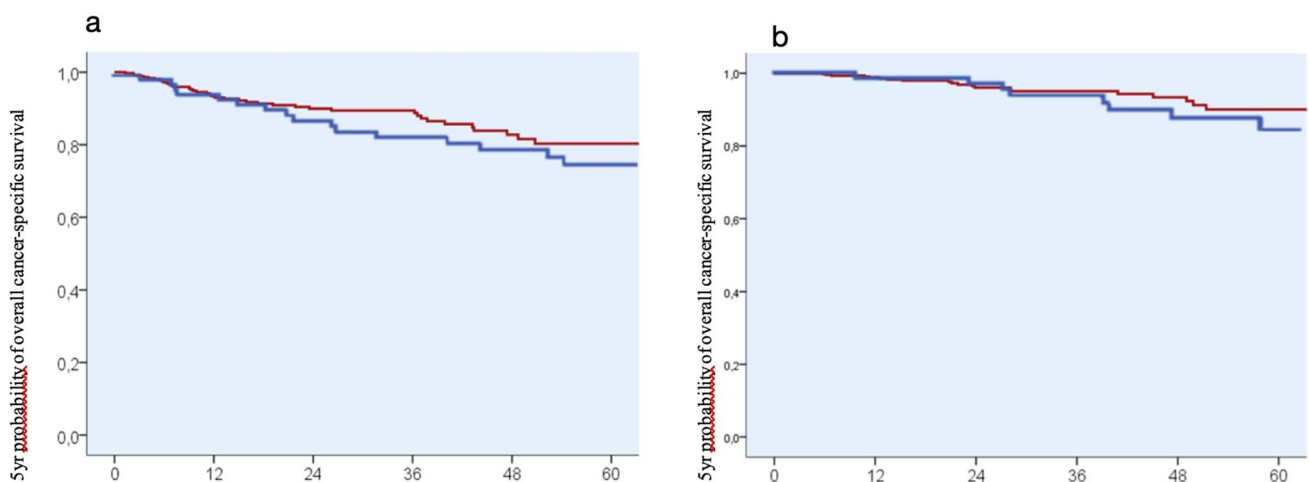 a
5yr probability of overall cancer-specific survival
1,0
0,8
0,6
0,4
0,2
0,0
0 12 24 36 48 60
b
5yr probability of overall cancer-specific survival
1,0
0,8
0,6
0,4
0,2
0,0
0 12 24 36 48 60